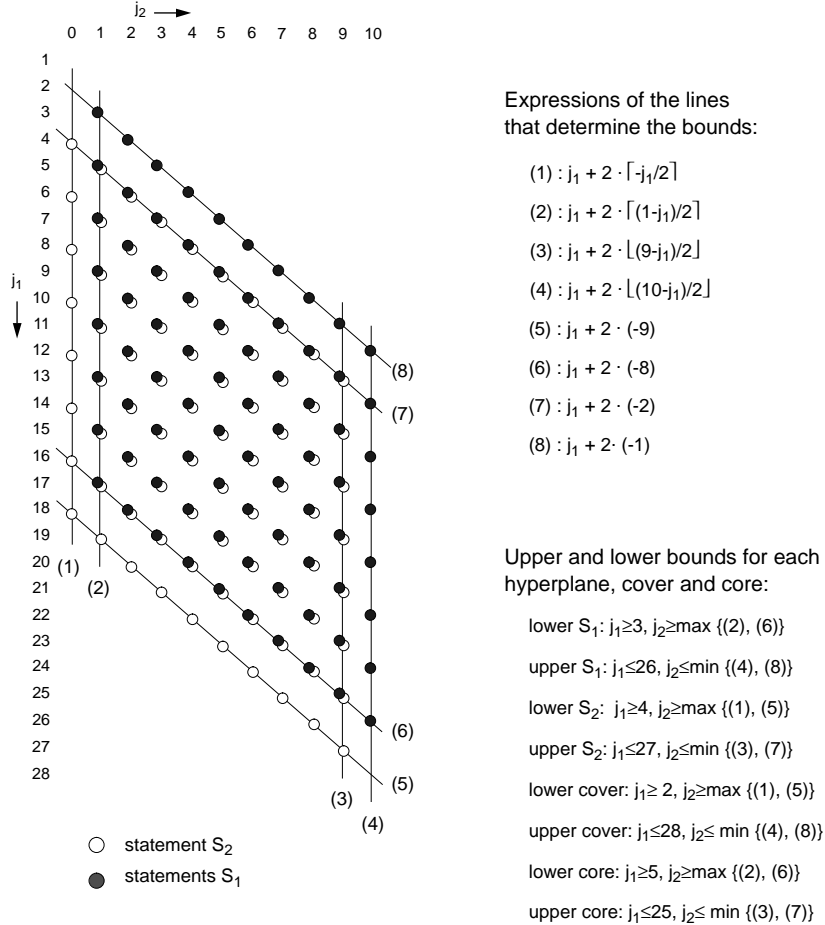 j2
0 1 2 3 4 5 6 7 8 9 10
1
2
3
4
5
6
7
8
9
10
11
12
13
14
15
16
17
18
19
20
21
22
23
24
25
26
27
28
j1
(8)
(7)
(1)
(2)
(6)
(5)
(3)
(4)
statement S2
statements S1
Expressions of the lines
that determine the bounds:
(1) : j1 + 2 · ⌈-j1/2⌉
(2) : j1 + 2 · ⌈(1-j1)/2⌉
(3) : j1 + 2 · ⌊(9-j1)/2⌋
(4) : j1 + 2 · ⌊(10-j1)/2⌋
(5) : j1 + 2 · (-9)
(6) : j1 + 2 · (-8)
(7) : j1 + 2 · (-2)
(8) : j1 + 2· (-1)
Upper and lower bounds for each
hyperplane, cover and core:
lower S1: j1≥3, j2≥max {(2), (6)}
upper S1: j1≤26, j2≤min {(4), (8)}
lower S2: j1≥4, j2≥max {(1), (5)}
upper S2: j1≤27, j2≤min {(3), (7)}
lower cover: j1≥ 2, j2≥max {(1), (5)}
upper cover: j1≤28, j2≤ min {(4), (8)}
lower core: j1≥5, j2≥max {(2), (6)}
upper core: j1≤25, j2≤ min {(3), (7)}